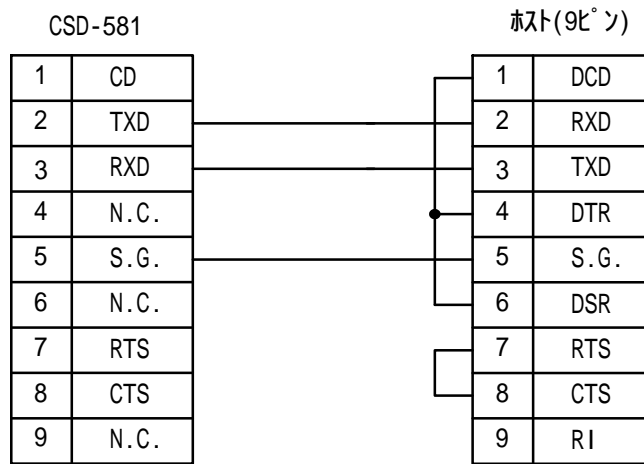 CSD-581
ﾎｽﾄ(9ﾋﾟﾝ)
1 CD
2 TXD
3 RXD
4 N.C.
5 S.G.
6 N.C.
7 RTS
8 CTS
9 N.C.
1 DCD
2 RXD
3 TXD
4 DTR
5 S.G.
6 DSR
7 RTS
8 CTS
9 RI